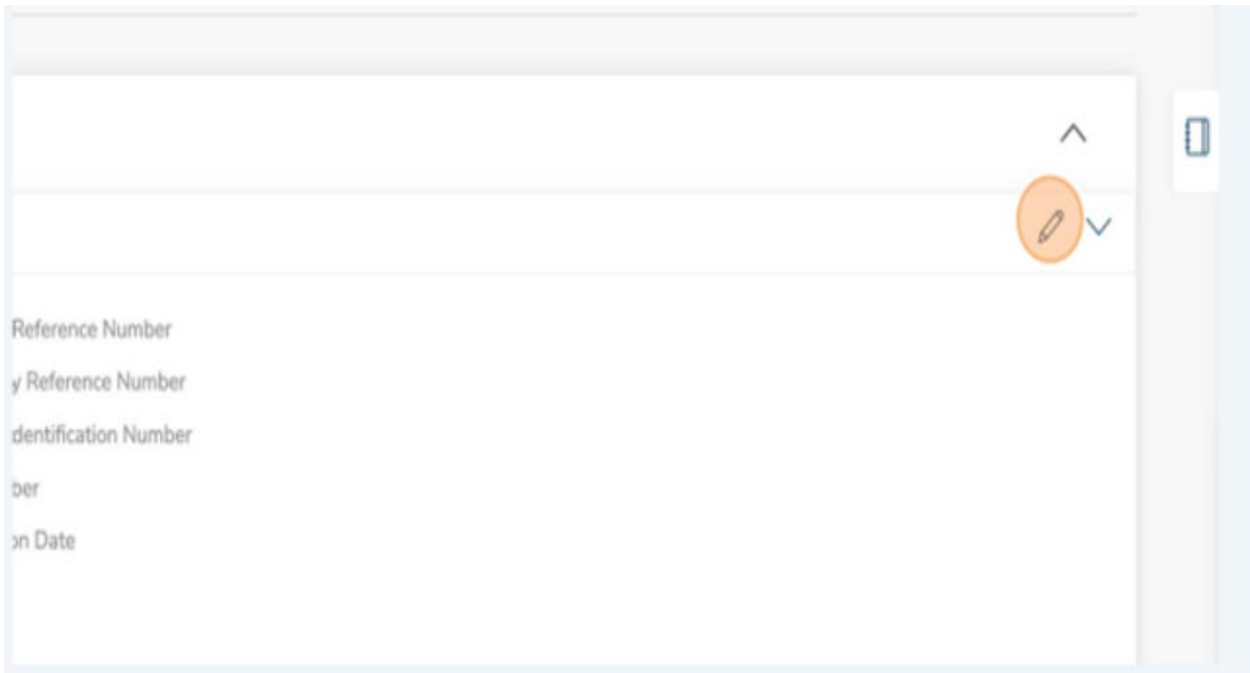 Reference Number
y Reference Number
dentification Number
ber
on Date